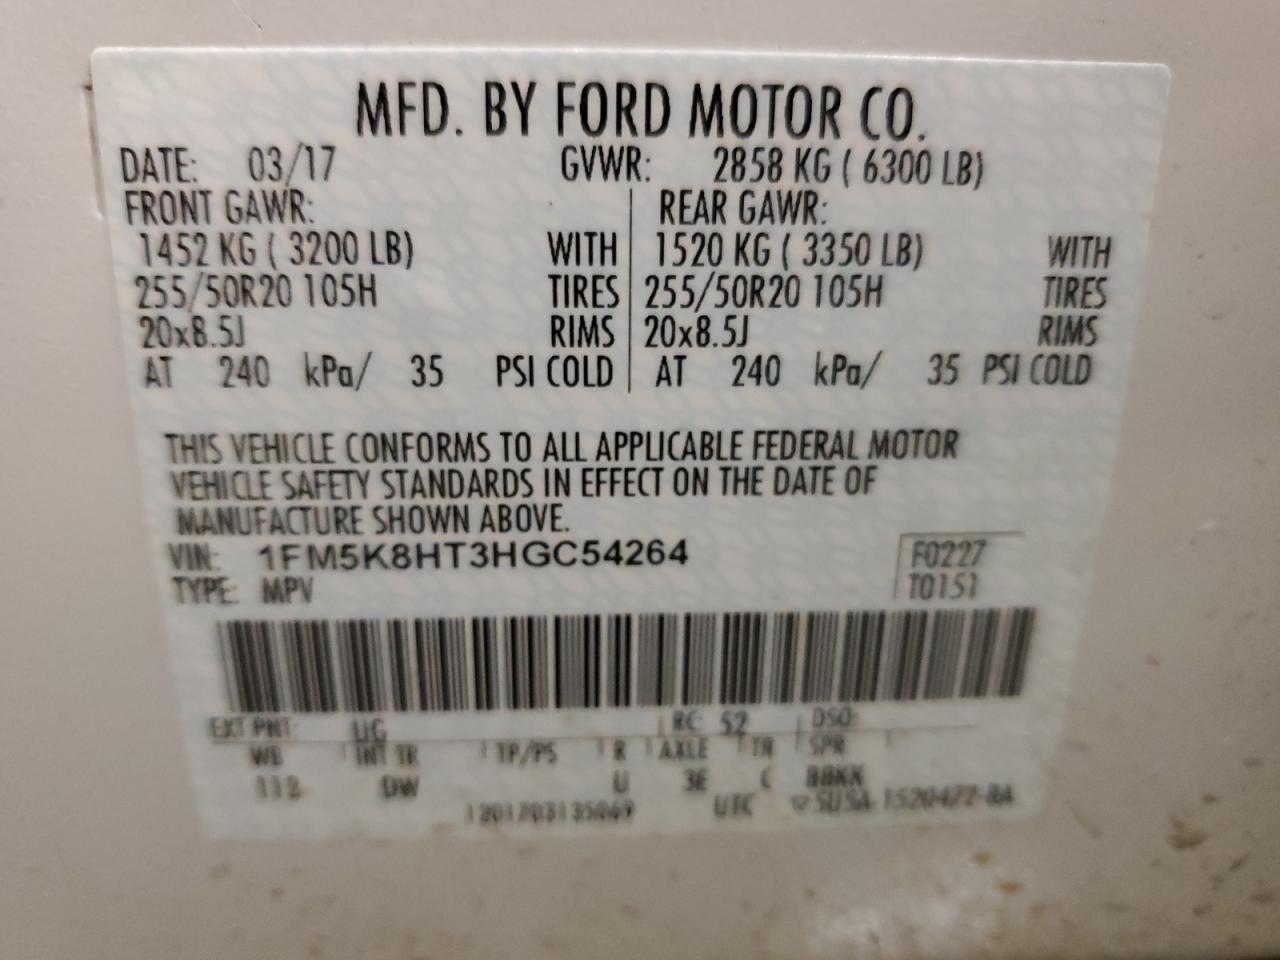 MFD. BY FORD MOTOR CO.
DATE: 03/17 GVWR: 2858 KG ( 6300 LB)
FRONT GAWR: REAR GAWR:
1452 KG ( 3200 LB) WITH 1520 KG ( 3350 LB) WITH
255/50R20 105H TIRES 255/50R20 105H TIRES
20x8.5J RIMS 20x8.5J RIMS
AT 240 kPa/ 35 PSI COLD AT 240 kPa/ 35 PSI COLD
THIS VEHICLE CONFORMS TO ALL APPLICABLE FEDERAL MOTOR
VEHICLE SAFETY STANDARDS IN EFFECT ON THE DATE OF
MANUFACTURE SHOWN ABOVE.
VIN: 1FM5K8HT3HGC54264 F0227
TYPE: MPV T0151
EXT PNT: UG RC: 52 DSO:
WB INT TR TP/PS R AXLE TR SPR
112 DW U 3E C BBKK
UTC